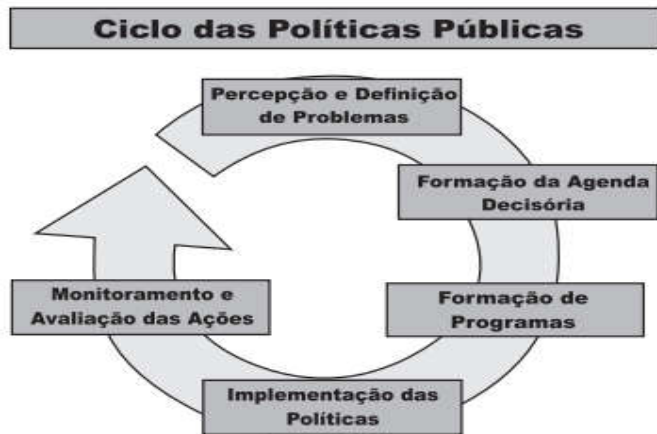 Ciclo das Políticas Públicas
Percepção e Definição
de Problemas
Formação da Agenda
Decisória
Formação de
Programas
Implementação das
Políticas
Monitoramento e
Avaliação das Ações